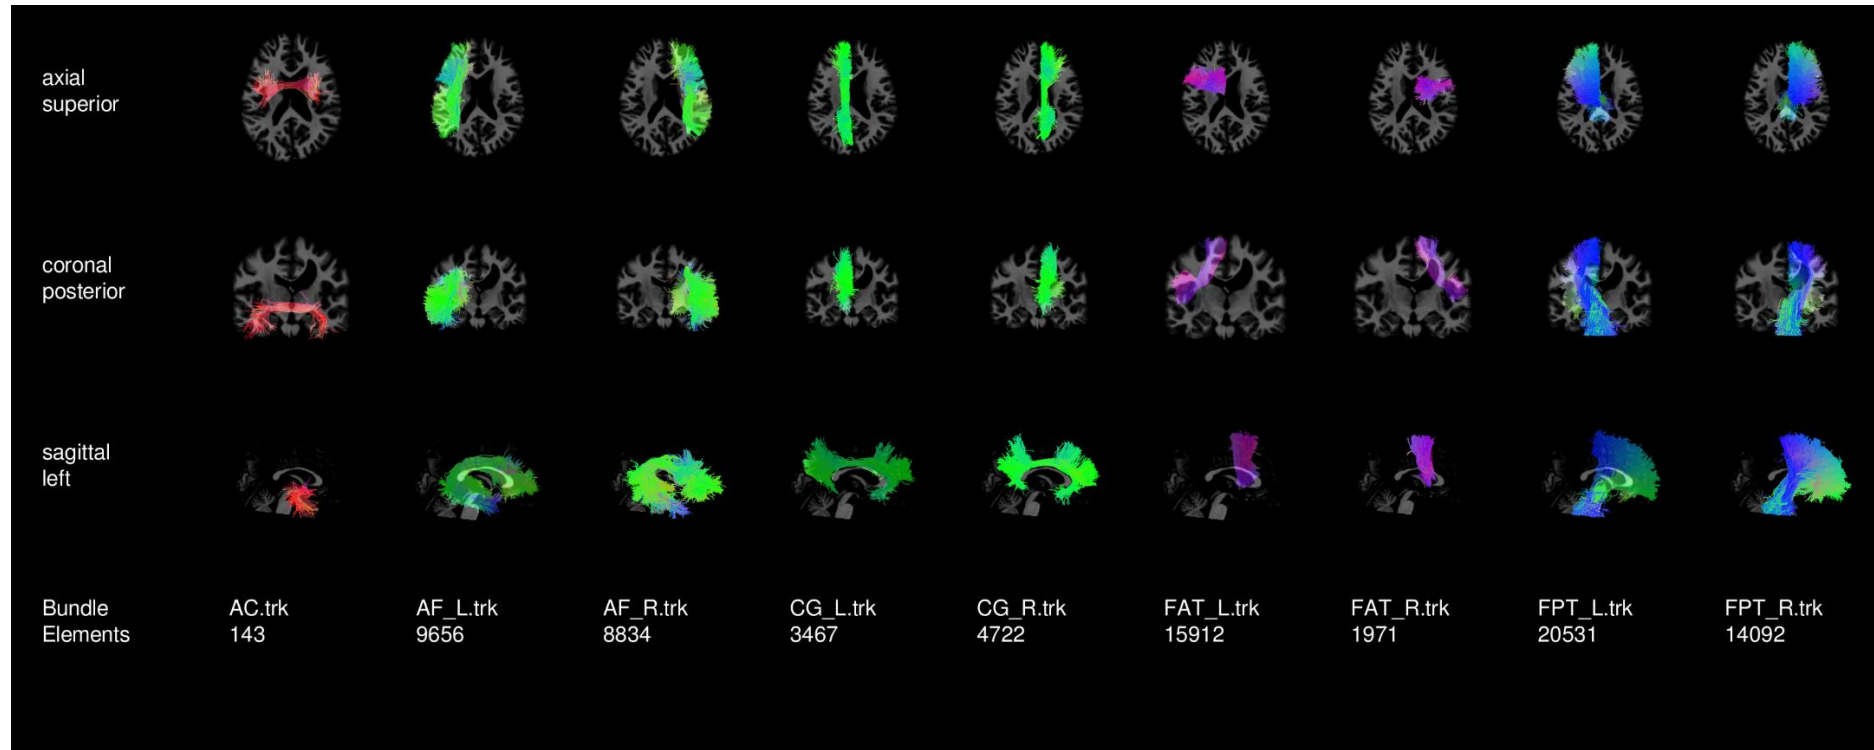 axial
superior
coronal
posterior
sagittal
left
Bundle AC.trk AF_L.trk AF_R.trk CG_L.trk CG_R.trk FAT_L.trk FAT_R.trk FPT_L.trk FPT_R.trk
Elements 143 9656 8834 3467 4722 15912 1971 20531 14092